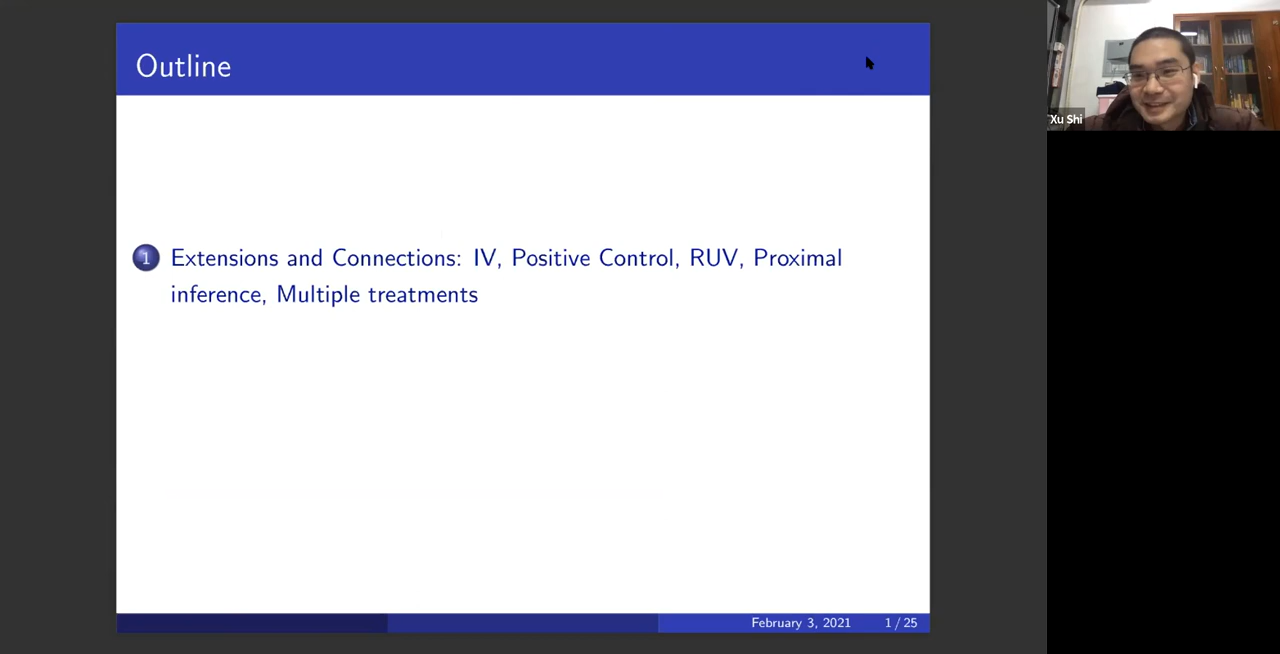 Outline
1 Extensions and Connections: IV, Positive Control, RUV, Proximal
inference, Multiple treatments
February 3, 2021 1 / 25
Xu Shi